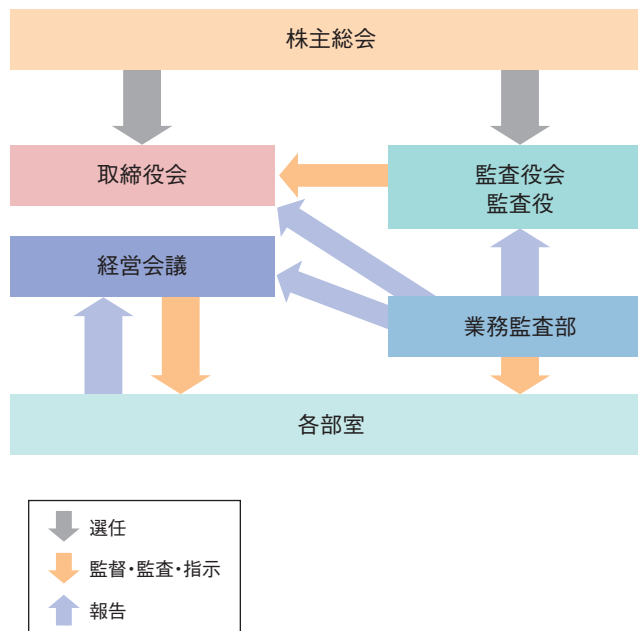 株主総会
取締役会
監査役会
監査役
経営会議
業務監査部
各部室
選任
監督・監査・指示
報告